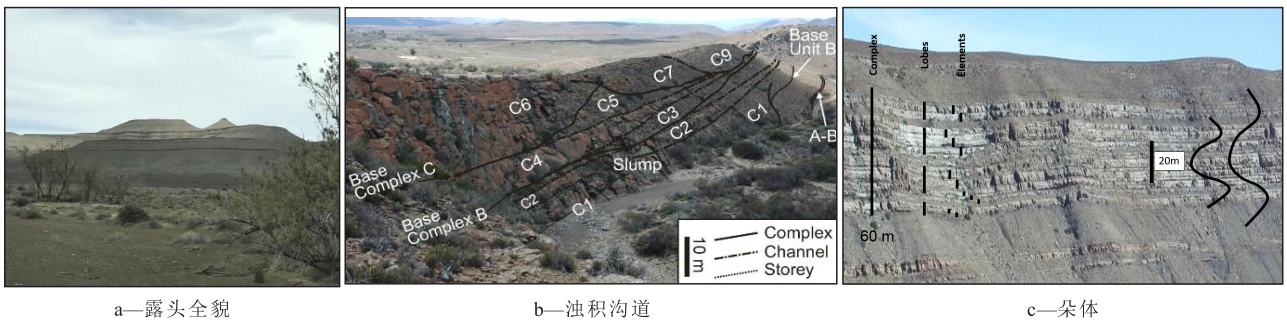 Base
Unit B
C9
C7
C6
C5
C3
C1
C2
A-B
C4
Slump
Base
Complex C
C2
C1
Base
Complex B
10 m
Complex
Channel
Storey
Complex
Lobes
Elements
20m
60 m
a—露头全貌
b—浊积沟道
c—朵体